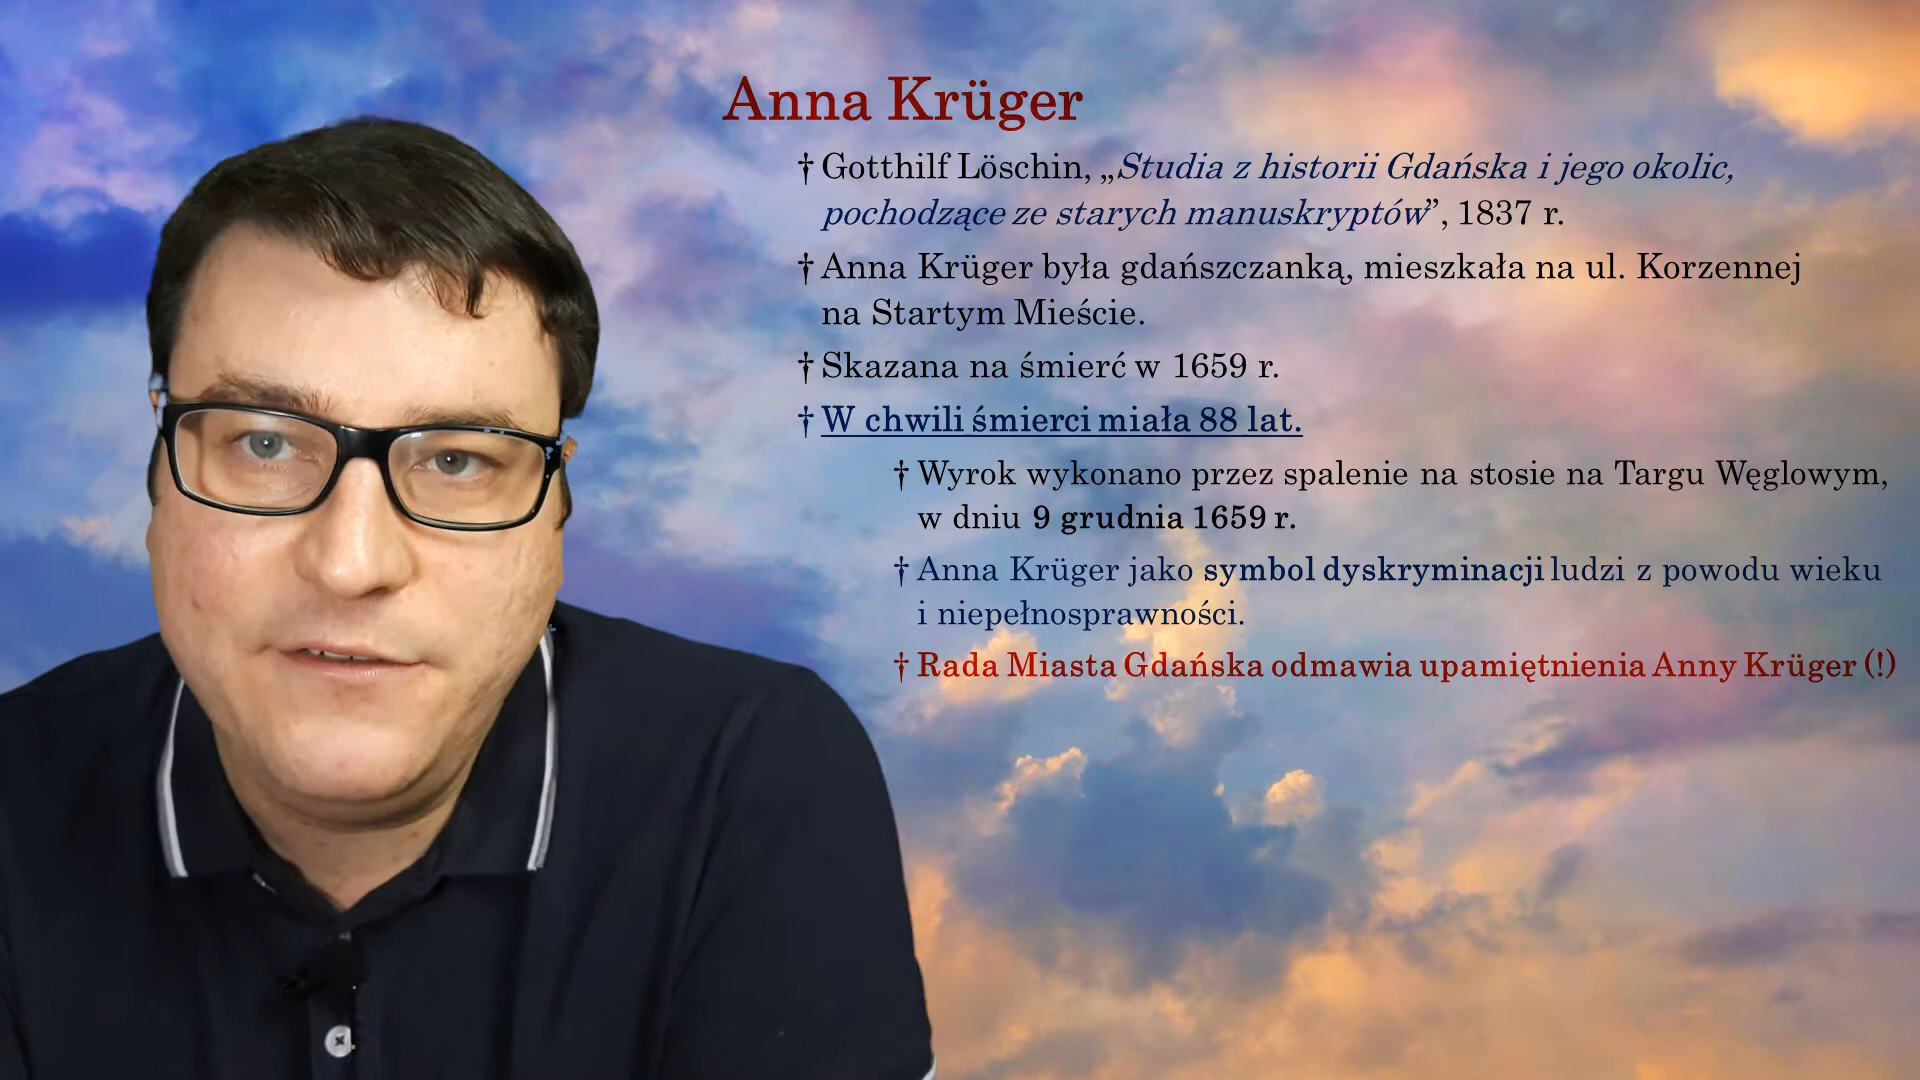 Anna Krüger
† Gotthilf Löschin, „Studia z historii Gdańska i jego okolic,
pochodzące ze starych manuskryptów”, 1837 r.
† Anna Krüger była gdańszczanką, mieszkała na ul. Korzennej
na Startym Mieście.
† Skazana na śmierć w 1659 r.
† W chwili śmierci miała 88 lat.
† Wyrok wykonano przez spalenie na stosie na Targu Węglowym,
w dniu 9 grudnia 1659 r.
† Anna Krüger jako symbol dyskryminacji ludzi z powodu wieku
i niepełnosprawności.
† Rada Miasta Gdańska odmawia upamiętnienia Anny Krüger (!)